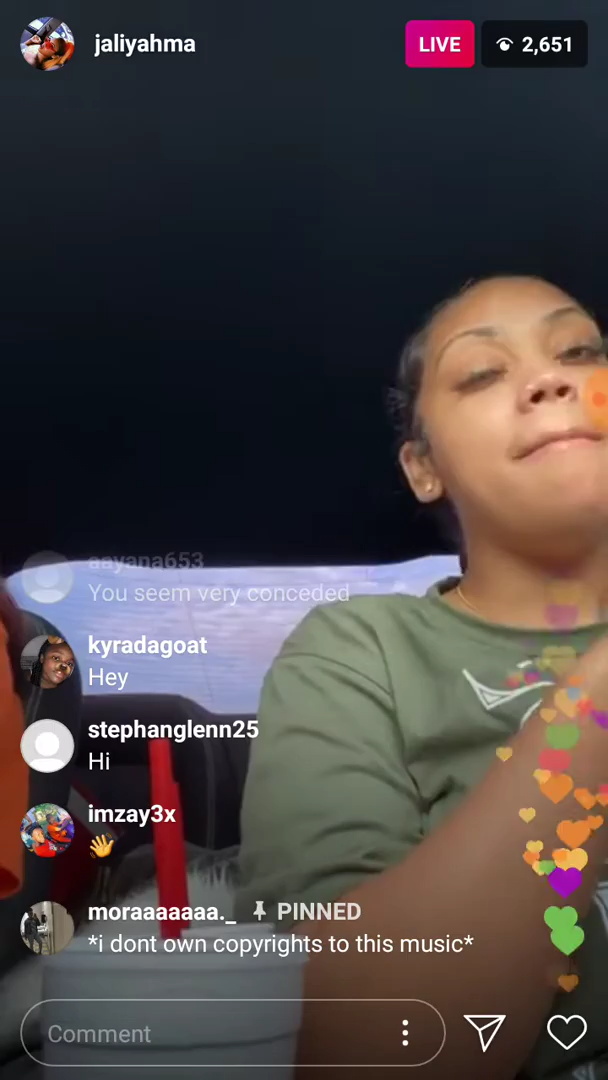 jaliyahma
LIVE
2,651
aayana653
You seem very conceded
kyradagoat
Hey
stephanglenn25
Hi
imzay3x
👋
moraaaaaaa._ PINNED
*i dont own copyrights to this music*
Comment